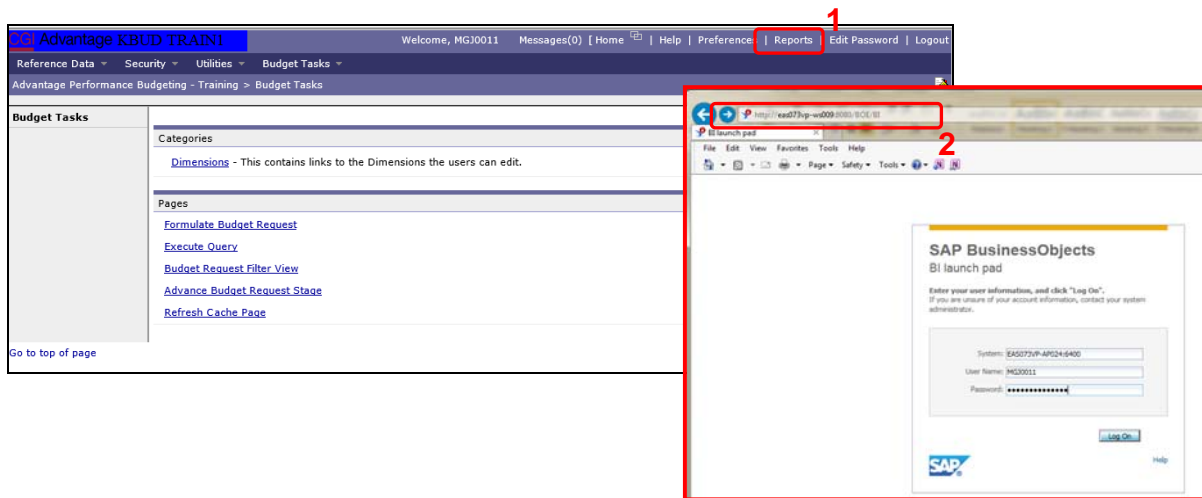 1
CGI Advantage KBUD TRAIN1
Welcome, MGJ0011 Messages(0) [ Home | Help | Preferences | Reports | Edit Password | Logout
Reference Data Security Utilities Budget Tasks
Advantage Performance Budgeting - Training > Budget Tasks
Budget Tasks
Categories
Dimensions - This contains links to the Dimensions the users can edit.
Pages
Formulate Budget Request
Execute Query
Budget Request Filter View
Advance Budget Request Stage
Refresh Cache Page
Go to top of page
http://eas073vp-ws009:8080/BOE/BI
2
BI launch pad
File Edit View Favorites Tools Help
Page Safety Tools
SAP BusinessObjects
BI launch pad
Enter your user information, and click "Log On".
If you are unsure of your account information, contact your system
administrator.
System: EAS073VP-AP024:6400
User Name: MGJ0011
Password: ••••••••••••••
Log On
SAP
Help